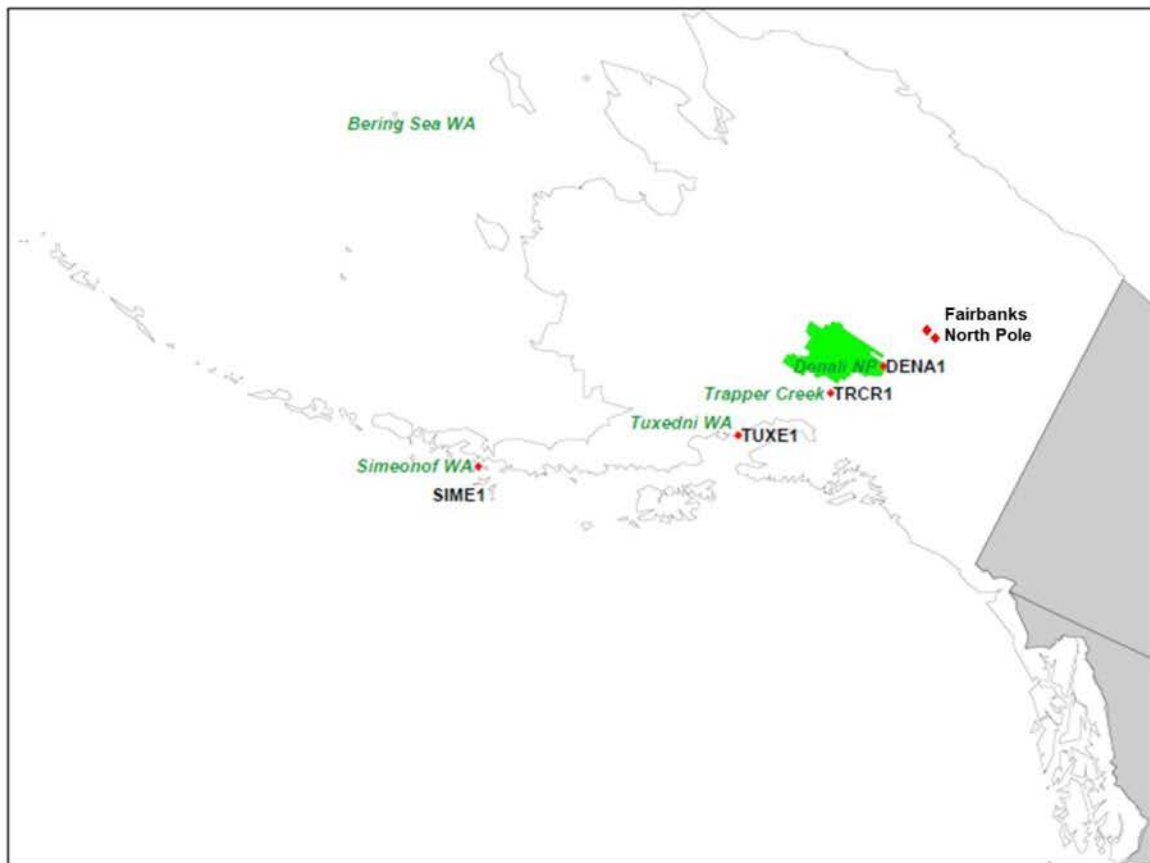 Bering Sea WA
Fairbanks
North Pole
Denali NP DENA1
Trapper Creek TRCR1
Tuxedni WA
TUXE1
Simeonof WA
SIME1